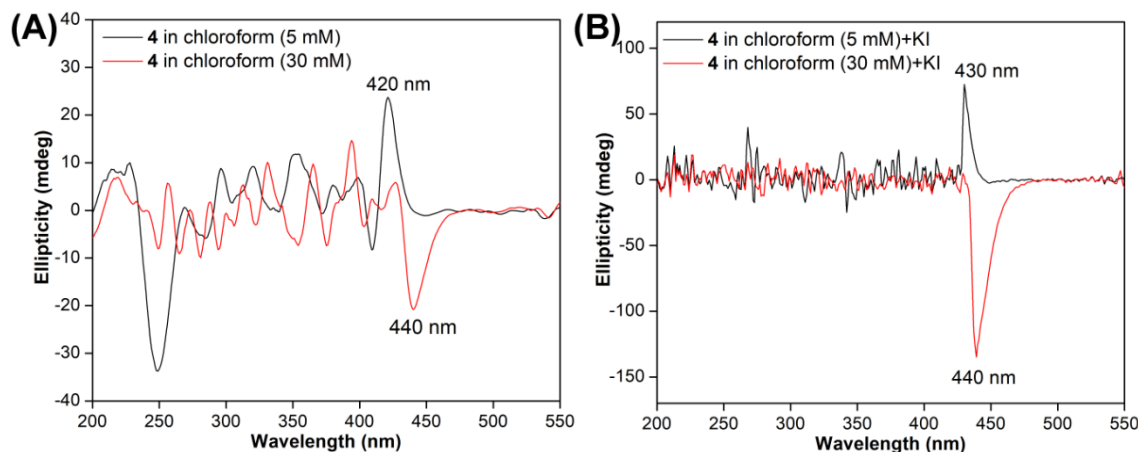 (A)
4 in chloroform (5 mM)
4 in chloroform (30 mM)
420 nm
440 nm
40
30
20
10
0
-10
-20
-30
-40
Ellipticity (mdeg)
200 250 300 350 400 450 500 550
Wavelength (nm)
(B)
4 in chloroform (5 mM)+KI
4 in chloroform (30 mM)+KI
430 nm
440 nm
100
50
0
-50
-100
-150
Ellipticity (mdeg)
200 250 300 350 400 450 500 550
Wavelength (nm)